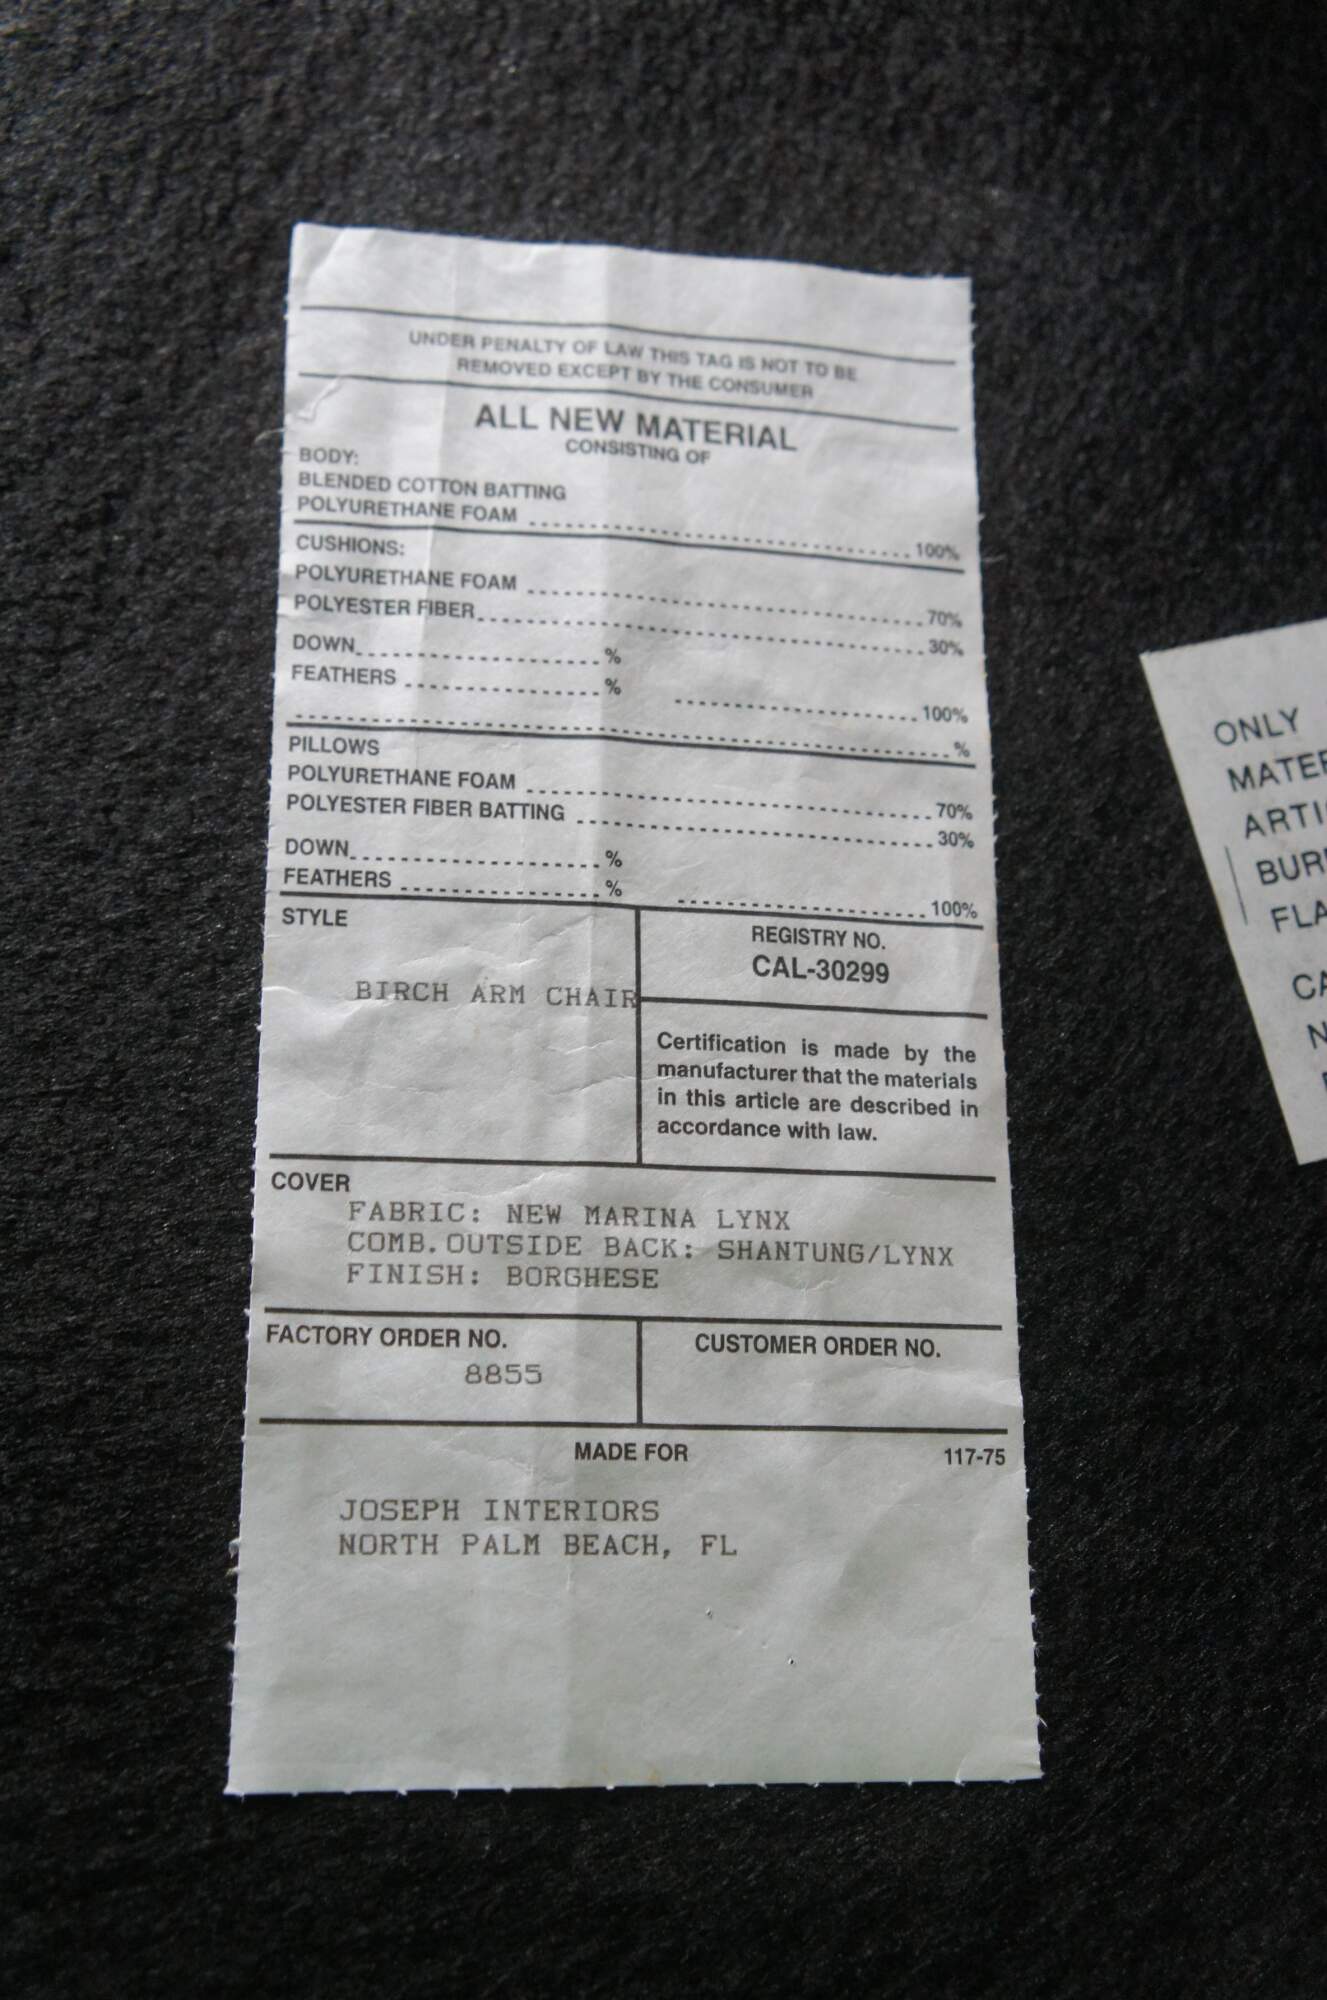 UNDER PENALTY OF LAW THIS TAG IS NOT TO BE
REMOVED EXCEPT BY THE CONSUMER
ALL NEW MATERIAL
CONSISTING OF
BODY:
BLENDED COTTON BATTING
POLYURETHANE FOAM 100%
CUSHIONS:
POLYURETHANE FOAM 70%
POLYESTER FIBER 30%
DOWN %
FEATHERS % 100%
%
PILLOWS
POLYURETHANE FOAM 70%
POLYESTER FIBER BATTING 30%
DOWN %
FEATHERS % 100%
STYLE
BIRCH ARM CHAIR
REGISTRY NO.
CAL-30299
Certification is made by the
manufacturer that the materials
in this article are described in
accordance with law.
COVER
FABRIC: NEW MARINA LYNX
COMB.OUTSIDE BACK: SHANTUNG/LYNX
FINISH: BORGHESE
FACTORY ORDER NO.
8855
CUSTOMER ORDER NO.
MADE FOR 117-75
JOSEPH INTERIORS
NORTH PALM BEACH, FL
ONLY